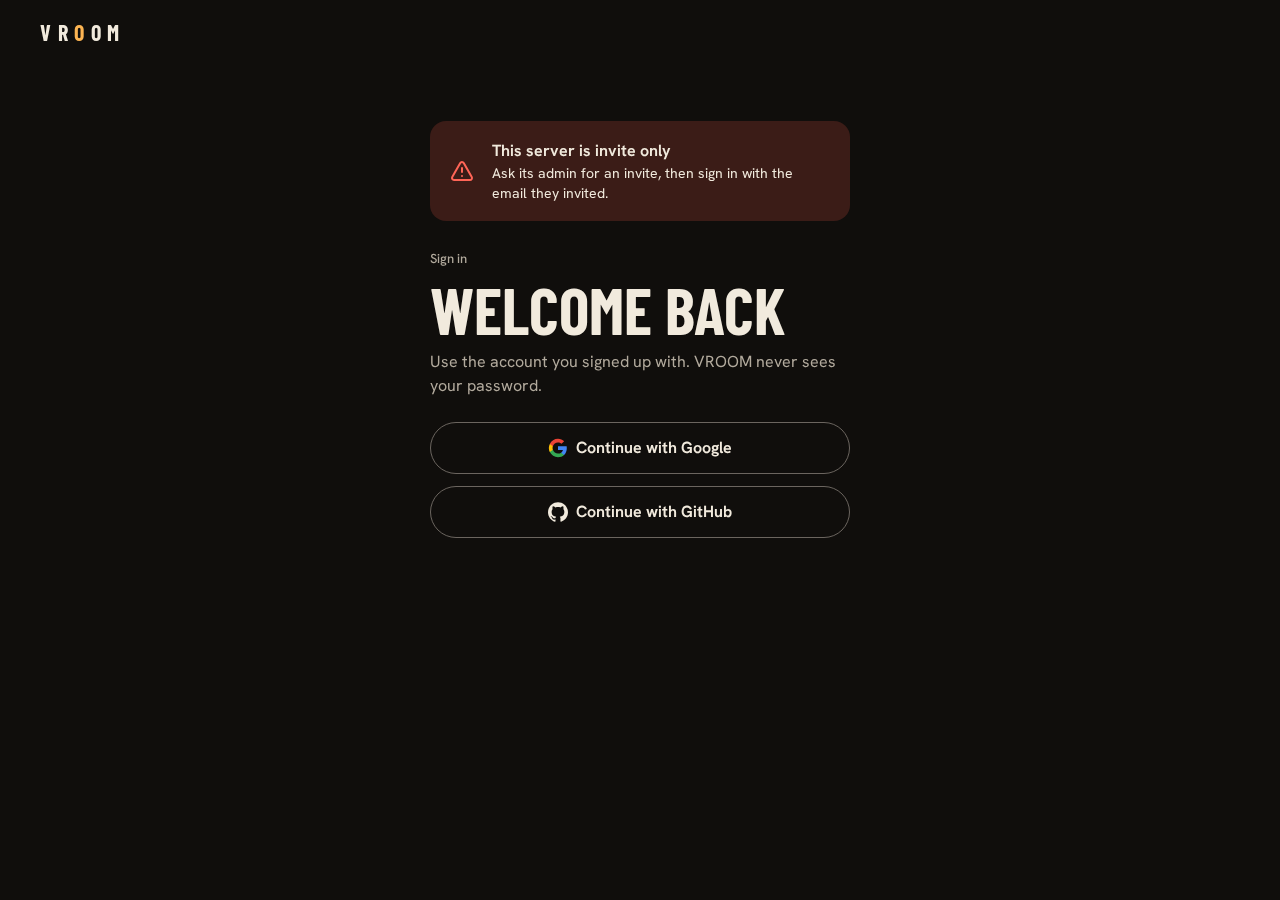 VROOM
This server is invite only
Ask its admin for an invite, then sign in with the
email they invited.
Sign in
WELCOME BACK
Use the account you signed up with. VROOM never sees
your password.
Continue with Google
Continue with GitHub